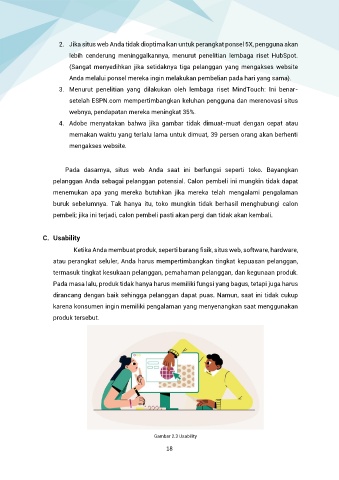 2. Jika situs web Anda tidak dioptimalkan untuk perangkat ponsel 5X, pengguna akan
lebih cenderung meninggalkannya, menurut penelitian lembaga riset HubSpot.
(Sangat menyedihkan jika setidaknya tiga pelanggan yang mengakses website
Anda melalui ponsel mereka ingin melakukan pembelian pada hari yang sama).
3. Menurut penelitian yang dilakukan oleh lembaga riset MindTouch: Ini benar-
setelah ESPN.com mempertimbangkan keluhan pengguna dan merenovasi situs
webnya, pendapatan mereka meningkat 35%.
4. Adobe menyatakan bahwa jika gambar tidak dimuat-muat dengan cepat atau
memakan waktu yang terlalu lama untuk dimuat, 39 persen orang akan berhenti
mengakses website.
Pada dasarnya, situs web Anda saat ini berfungsi seperti toko. Bayangkan
pelanggan Anda sebagai pelanggan potensial. Calon pembeli ini mungkin tidak dapat
menemukan apa yang mereka butuhkan jika mereka telah mengalami pengalaman
buruk sebelumnya. Tak hanya itu, toko mungkin tidak berhasil menghubungi calon
pembeli; jika ini terjadi, calon pembeli pasti akan pergi dan tidak akan kembali.
C. Usability
Ketika Anda membuat produk, seperti barang fisik, situs web, software, hardware,
atau perangkat seluler, Anda harus mempertimbangkan tingkat kepuasan pelanggan,
termasuk tingkat kesukaan pelanggan, pemahaman pelanggan, dan kegunaan produk.
Pada masa lalu, produk tidak hanya harus memiliki fungsi yang bagus, tetapi juga harus
dirancang dengan baik sehingga pelanggan dapat puas. Namun, saat ini tidak cukup
karena konsumen ingin memiliki pengalaman yang menyenangkan saat menggunakan
produk tersebut.
Gambar 2.2 Usability
18